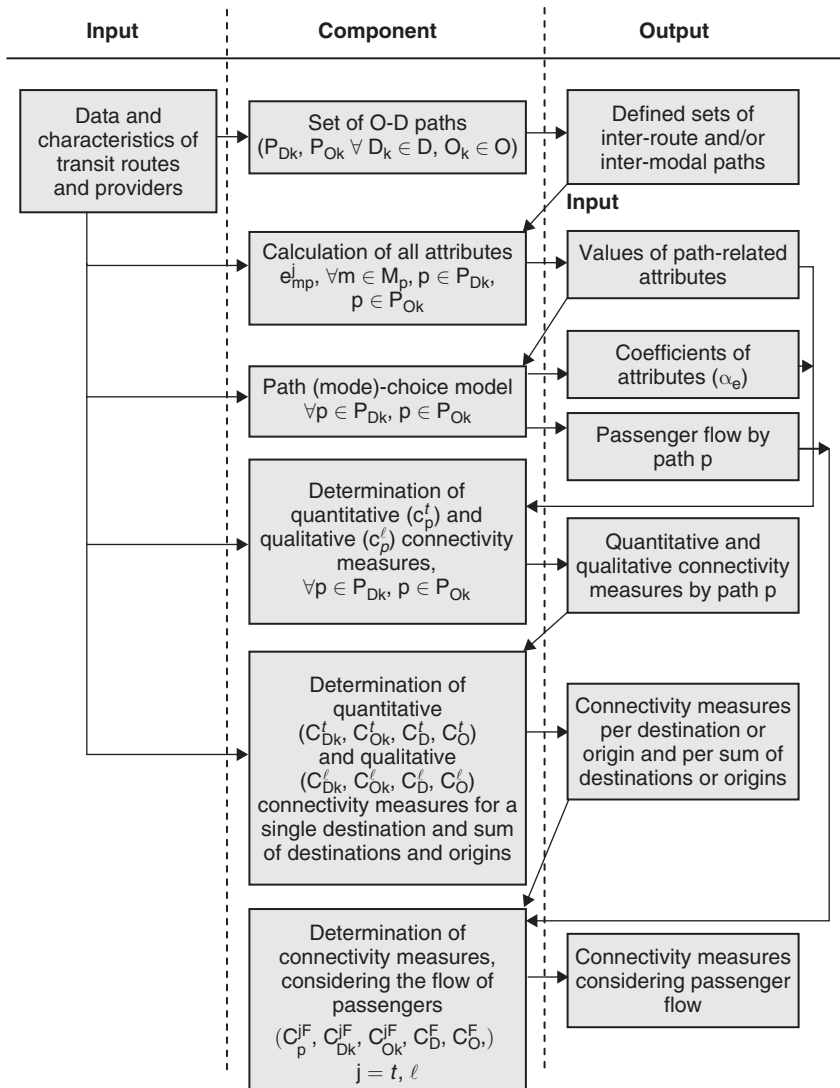 Input
Component
Output
Data and
characteristics of
transit routes
and providers
Set of O-D paths
(P_Dk, P_Ok ∀ D_k ∈ D, O_k ∈ O)
Defined sets of
inter-route and/or
inter-modal paths
Input
Calculation of all attributes
e^j_mp, ∀m ∈ M_p, p ∈ P_Dk,
p ∈ P_Ok
Values of path-related
attributes
Path (mode)-choice model
∀p ∈ P_Dk, p ∈ P_Ok
Coefficients of
attributes (α_e)
Passenger flow by
path p
Determination of
quantitative (c^t_p) and
qualitative (c^ℓ_p) connectivity
measures,
∀p ∈ P_Dk, p ∈ P_Ok
Quantitative and
qualitative connectivity
measures by path p
Determination of
quantitative
(C^t_Dk, C^t_Ok, C^t_D, C^t_O)
and qualitative
(C^ℓ_Dk, C^ℓ_Ok, C^ℓ_D, C^ℓ_O)
connectivity measures for a
single destination and sum
of destinations and origins
Connectivity measures
per destination or
origin and per sum of
destinations or origins
Determination of
connectivity measures,
considering the flow of
passengers
(C^jF_p, C^jF_Dk, C^jF_Ok, C^F_D, C^F_O,)
j = t, ℓ
Connectivity measures
considering passenger
flow